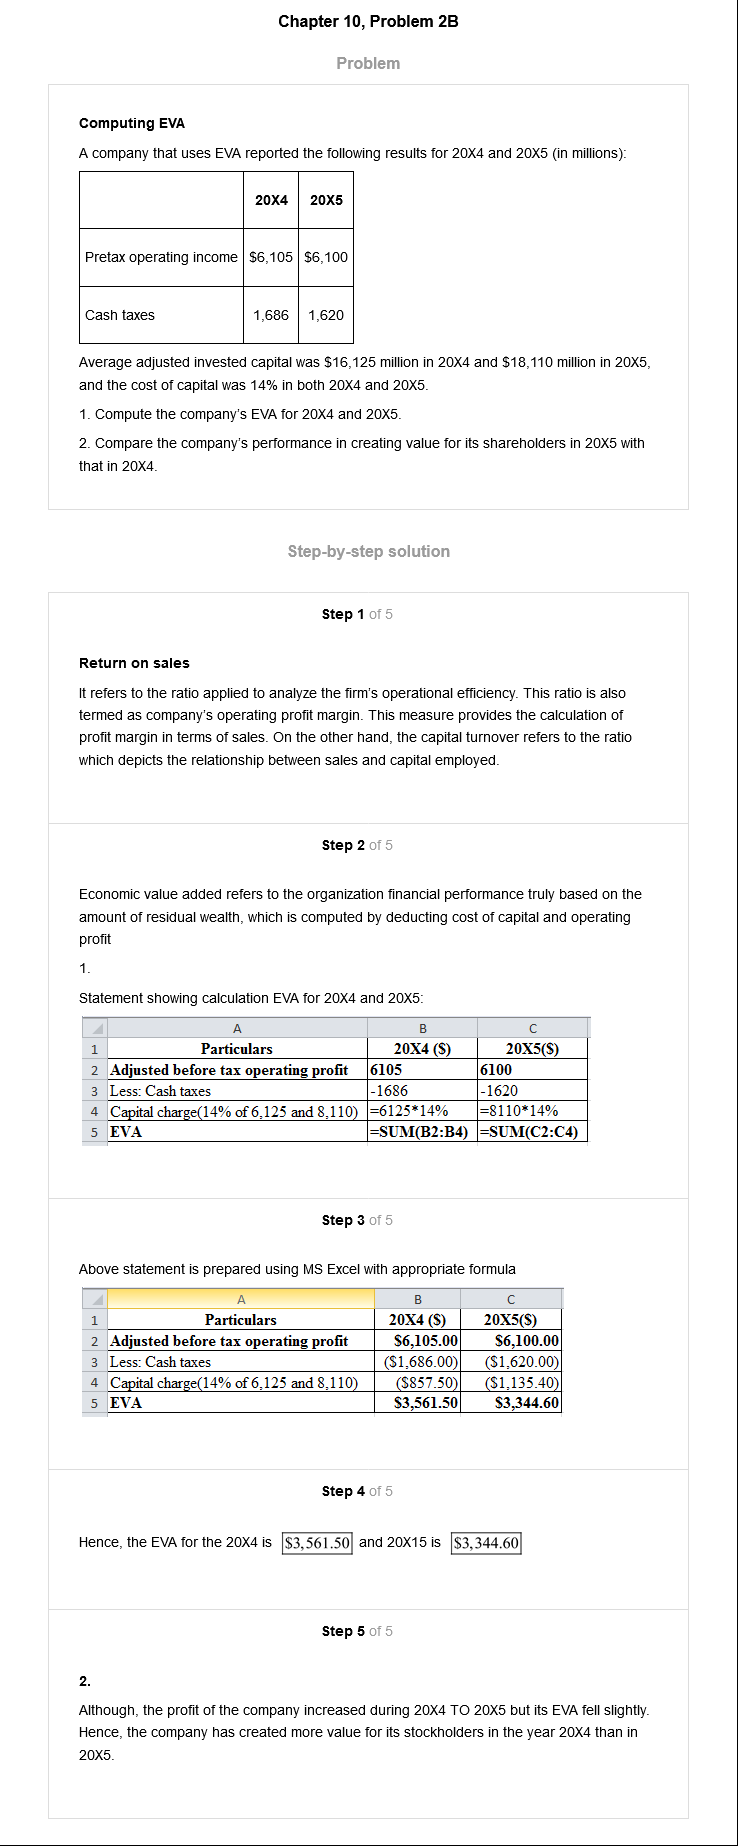 Chapter 10, Problem 2B
Problem
Computing EVA
A company that uses EVA reported the following results for 20X4 and 20X5 (in millions):
20X4 20X5
Pretax operating income $6,105 $6,100
Cash taxes 1,686 1,620
Average adjusted invested capital was $16,125 million in 20X4 and $18,110 million in 20X5,
and the cost of capital was 14% in both 20X4 and 20X5.
1. Compute the company's EVA for 20X4 and 20X5.
2. Compare the company's performance in creating value for its shareholders in 20X5 with
that in 20X4.
Step-by-step solution
Step 1 of 5
Return on sales
It refers to the ratio applied to analyze the firm's operational efficiency. This ratio is also
termed as company's operating profit margin. This measure provides the calculation of
profit margin in terms of sales. On the other hand, the capital turnover refers to the ratio
which depicts the relationship between sales and capital employed.
Step 2 of 5
Economic value added refers to the organization financial performance truly based on the
amount of residual wealth, which is computed by deducting cost of capital and operating
profit
1.
Statement showing calculation EVA for 20X4 and 20X5:
A B C
1 Particulars 20X4 ($) 20X5($)
2 Adjusted before tax operating profit 6105 6100
3 Less: Cash taxes -1686 -1620
4 Capital charge(14% of 6,125 and 8,110) =6125*14% =8110*14%
5 EVA =SUM(B2:B4) =SUM(C2:C4)
Step 3 of 5
Above statement is prepared using MS Excel with appropriate formula
A B C
1 Particulars 20X4 ($) 20X5($)
2 Adjusted before tax operating profit $6,105.00 $6,100.00
3 Less: Cash taxes ($1,686.00) ($1,620.00)
4 Capital charge(14% of 6,125 and 8,110) ($857.50) ($1,135.40)
5 EVA $3,561.50 $3,344.60
Step 4 of 5
Hence, the EVA for the 20X4 is $3,561.50 and 20X15 is $3,344.60
Step 5 of 5
2.
Although, the profit of the company increased during 20X4 TO 20X5 but its EVA fell slightly.
Hence, the company has created more value for its stockholders in the year 20X4 than in
20X5.